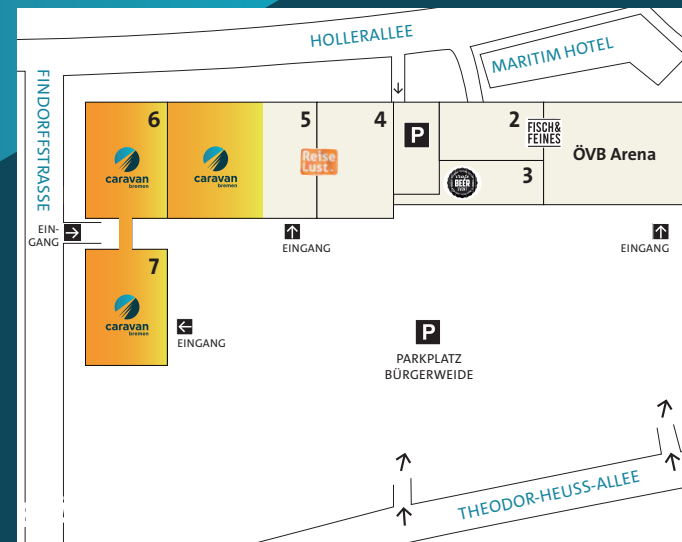 HOLLERALLEE
MARITIM HOTEL
FINDORFFSTRASSE
6
caravan
bremen
caravan
bremen
5
Reise
Lust.
4
P
2
FISCH&
FEINES
3
BEER
ÖVB Arena
EIN-
GANG
EINGANG
EINGANG
7
caravan
bremen
EINGANG
P
PARKPLATZ
BÜRGERWEIDE
THEODOR-HEUSS-ALLEE